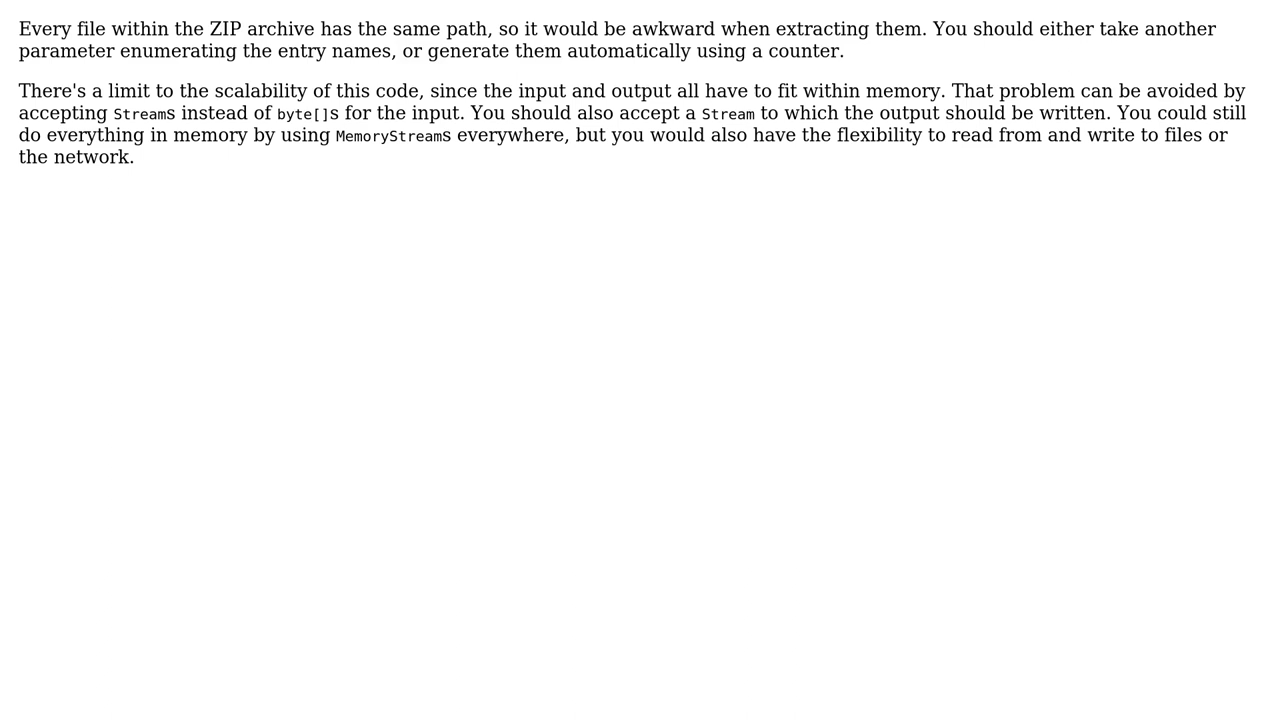 Every file within the ZIP archive has the same path, so it would be awkward when extracting them. You should either take another
parameter enumerating the entry names, or generate them automatically using a counter.
There's a limit to the scalability of this code, since the input and output all have to fit within memory. That problem can be avoided by
accepting Streams instead of byte[]s for the input. You should also accept a Stream to which the output should be written. You could still
do everything in memory by using MemoryStreams everywhere, but you would also have the flexibility to read from and write to files or
the network.